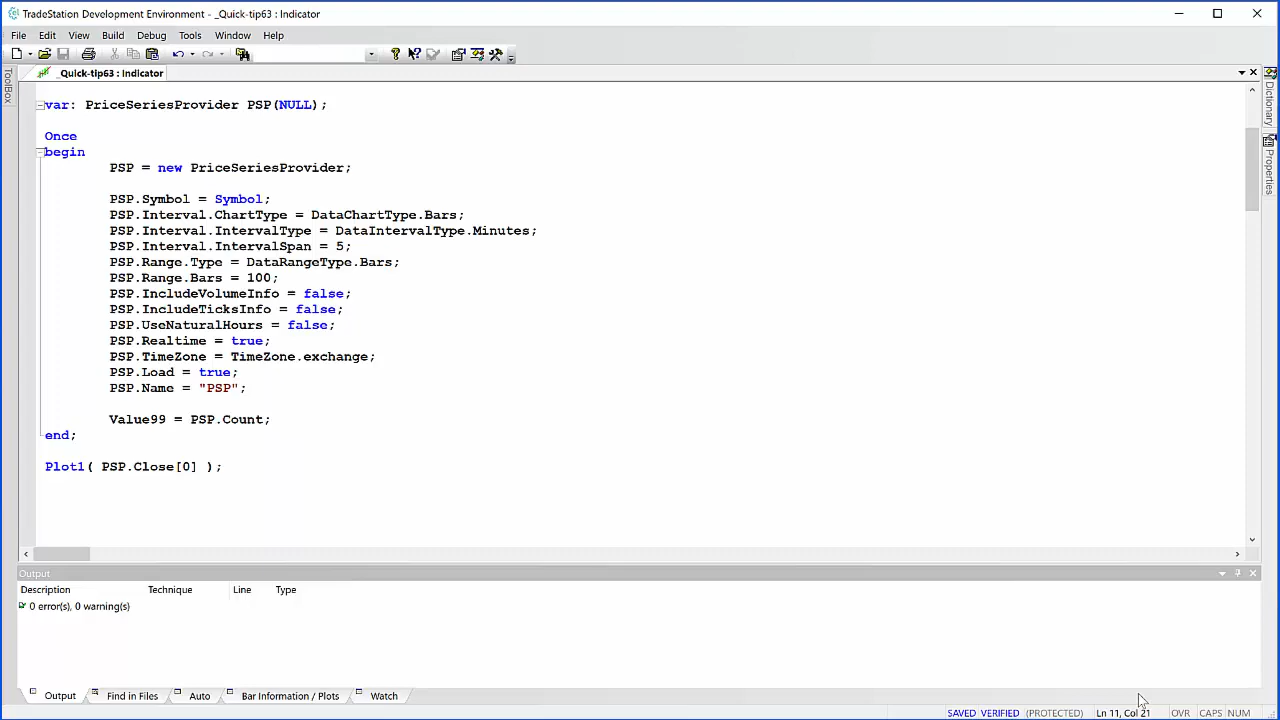 TradeStation Development Environment - _Quick-tip63 : Indicator
File Edit View Build Debug Tools Window Help
_Quick-tip63 : Indicator
ToolBox
Dictionary
Properties
var: PriceSeriesProvider PSP(NULL);
Once
begin
PSP = new PriceSeriesProvider;
PSP.Symbol = Symbol;
PSP.Interval.ChartType = DataChartType.Bars;
PSP.Interval.IntervalType = DataIntervalType.Minutes;
PSP.Interval.IntervalSpan = 5;
PSP.Range.Type = DataRangeType.Bars;
PSP.Range.Bars = 100;
PSP.IncludeVolumeInfo = false;
PSP.IncludeTicksInfo = false;
PSP.UseNaturalHours = false;
PSP.Realtime = true;
PSP.TimeZone = TimeZone.exchange;
PSP.Load = true;
PSP.Name = "PSP";
Value99 = PSP.Count;
end;
Plot1( PSP.Close[0] );
Output
Description Technique Line Type
0 error(s), 0 warning(s)
Output Find in Files Auto Bar Information / Plots Watch
SAVED VERIFIED (PROTECTED) Ln 11, Col 21 OVR CAPS NUM